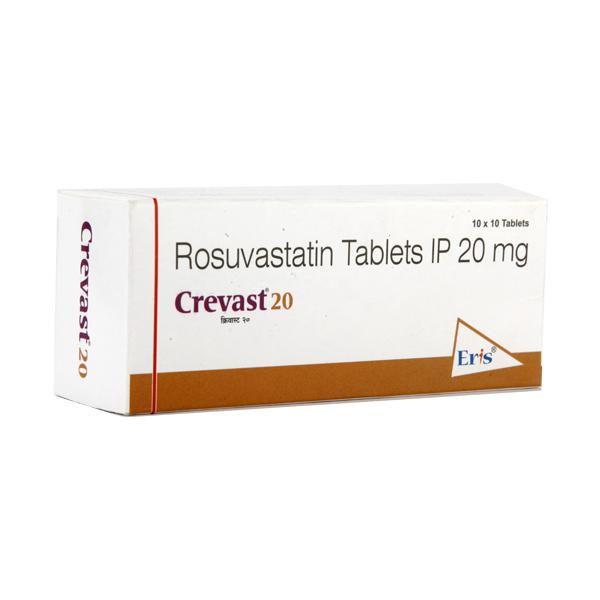 Crevast® 20
10 x 10 Tablets
Rosuvastatin Tablets IP 20 mg
Crevast® 20
क्रिवास्ट २०
Eris®